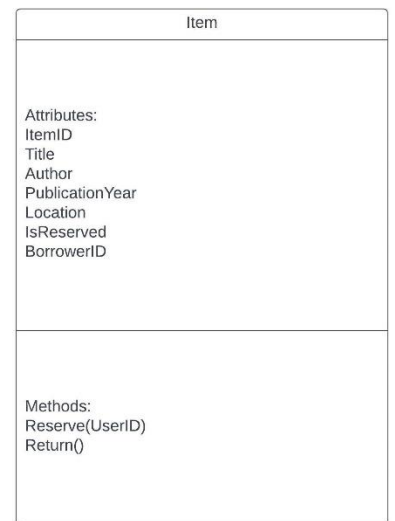 Item
Attributes:
ItemID
Title
Author
PublicationYear
Location
IsReserved
BorrowerID
Methods:
Reserve(UserID)
Return()